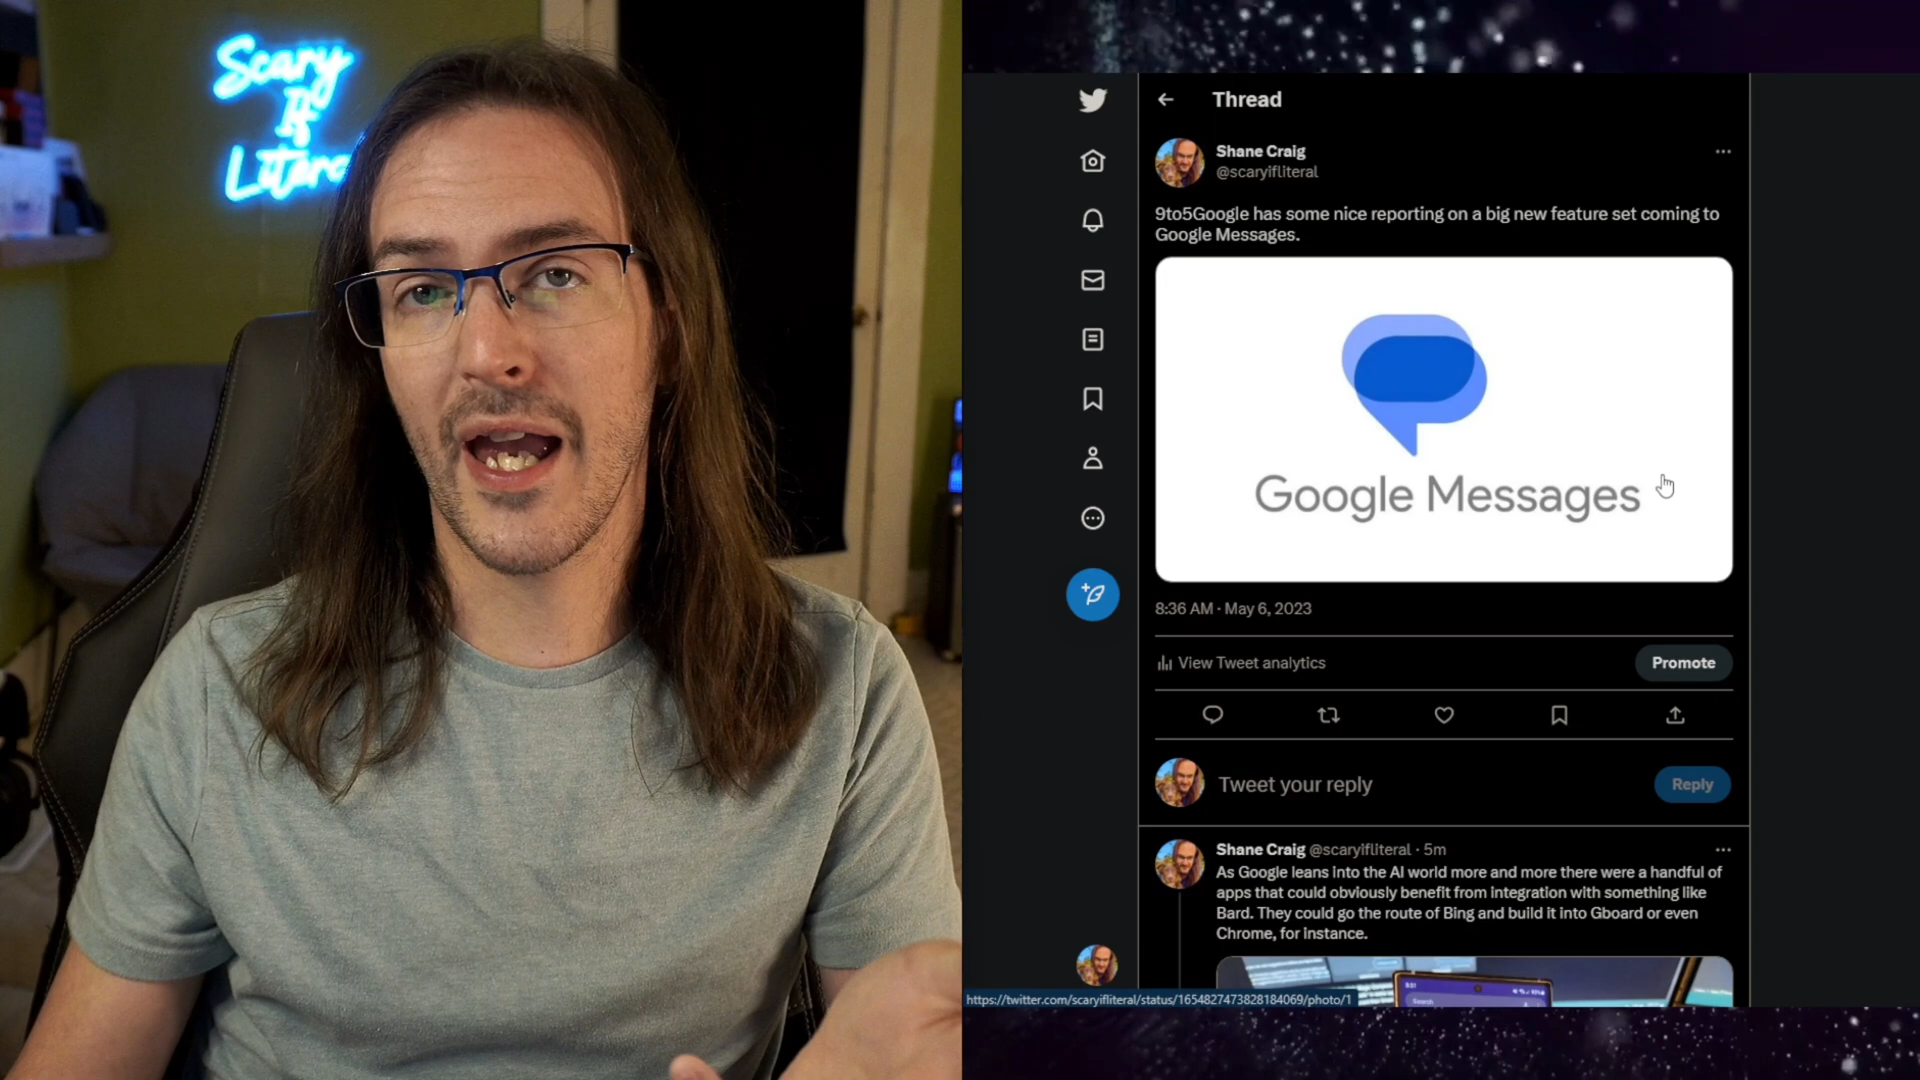 Scary
If
Litera
Thread
Shane Craig
@scaryifliteral
9to5Google has some nice reporting on a big new feature set coming to
Google Messages.
Google Messages
8:36 AM · May 6, 2023
View Tweet analytics
Promote
Tweet your reply
Reply
Shane Craig @scaryifliteral · 5m
As Google leans into the AI world more and more there were a handful of
apps that could obviously benefit from integration with something like
Bard. They could go the route of Bing and build it into Gboard or even
Chrome, for instance.
Search
https://twitter.com/scaryifliteral/status/1654827473828184069/photo/1